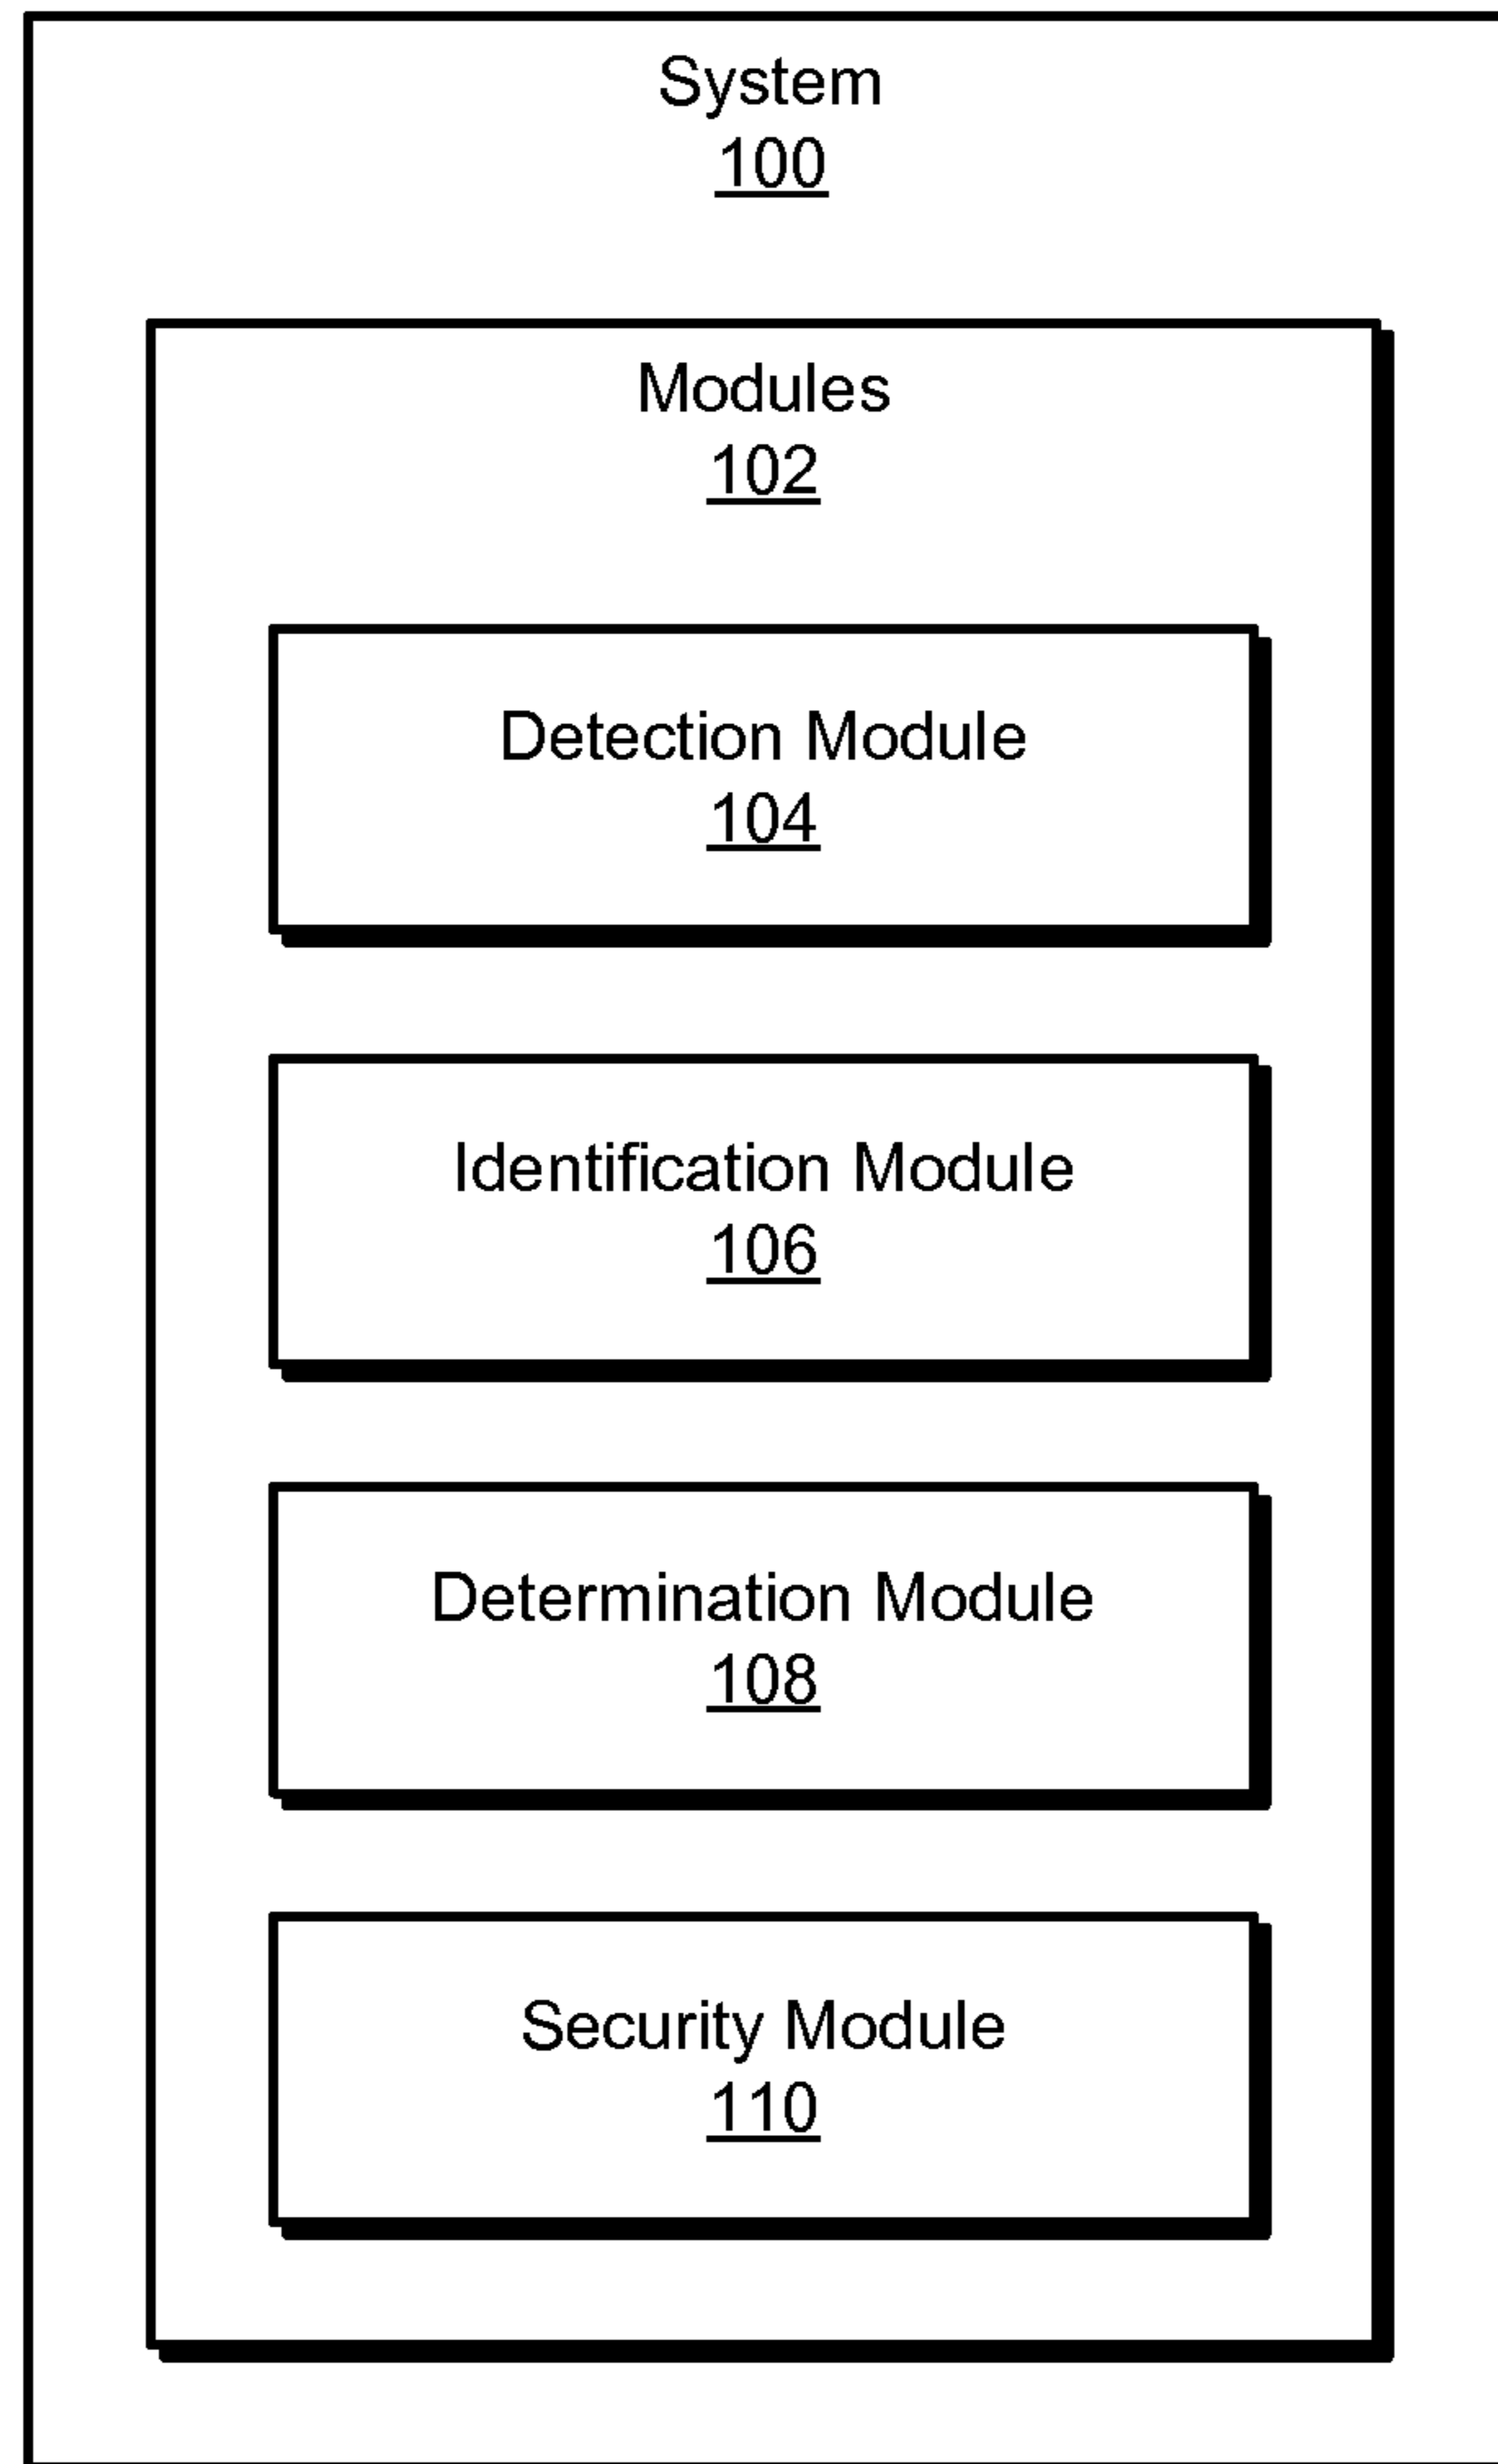 System
100
Modules
102
Detection Module
104
Identification Module
106
Determination Module
108
Security Module
110